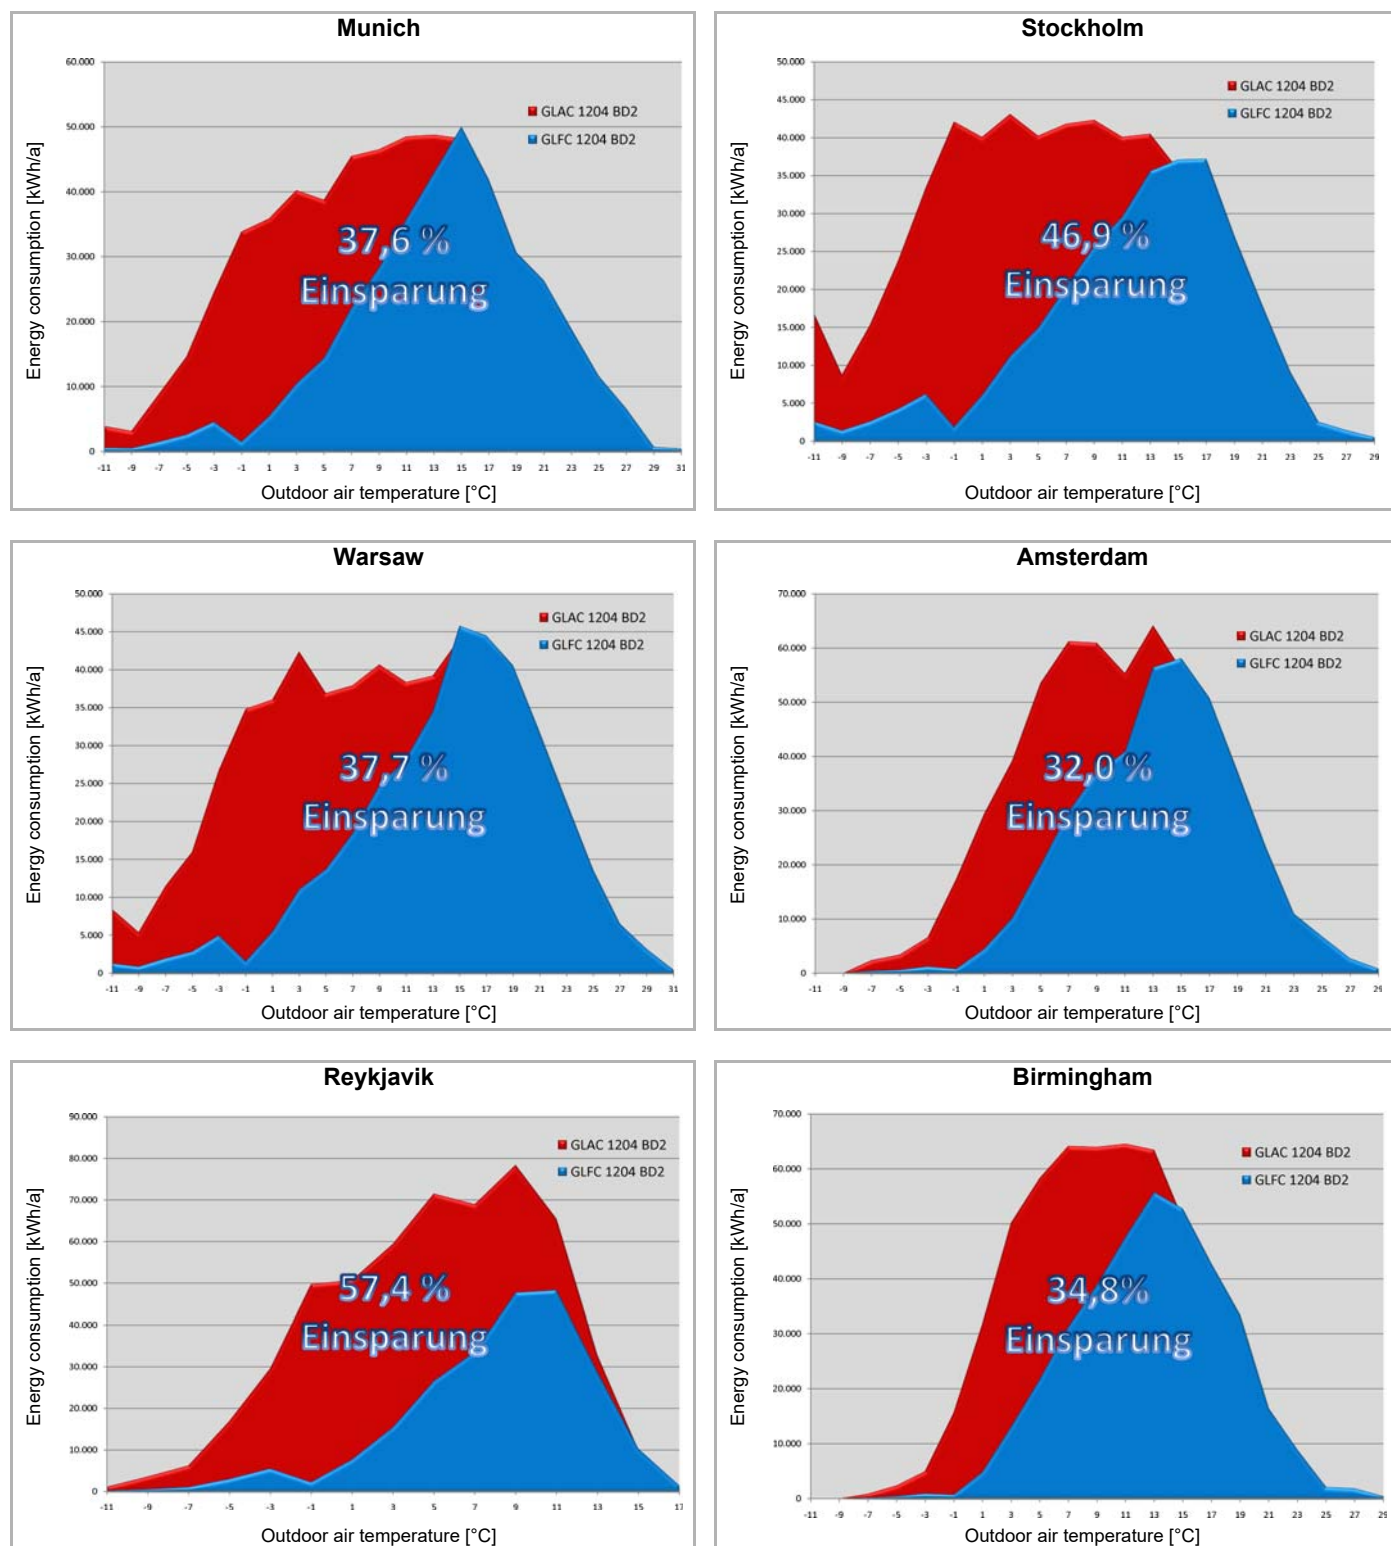 Munich
Energy consumption [kWh/a]
60.000
50.000
40.000
30.000
20.000
10.000
0
GLAC 1204 BD2
GLFC 1204 BD2
37,6 %
Einsparung
-11 -9 -7 -5 -3 -1 1 3 5 7 9 11 13 15 17 19 21 23 25 27 29 31
Outdoor air temperature [°C]
Stockholm
Energy consumption [kWh/a]
50.000
45.000
40.000
35.000
30.000
25.000
20.000
15.000
10.000
5.000
0
GLAC 1204 BD2
GLFC 1204 BD2
46,9 %
Einsparung
-11 -9 -7 -5 -3 -1 1 3 5 7 9 11 13 15 17 19 21 23 25 27 29
Outdoor air temperature [°C]
Warsaw
Energy consumption [kWh/a]
50.000
45.000
40.000
35.000
30.000
25.000
20.000
15.000
10.000
5.000
0
GLAC 1204 BD2
GLFC 1204 BD2
37,7 %
Einsparung
-11 -9 -7 -5 -3 -1 1 3 5 7 9 11 13 15 17 19 21 23 25 27 29 31
Outdoor air temperature [°C]
Amsterdam
Energy consumption [kWh/a]
70.000
60.000
50.000
40.000
30.000
20.000
10.000
0
GLAC 1204 BD2
GLFC 1204 BD2
32,0 %
Einsparung
-11 -9 -7 -5 -3 -1 1 3 5 7 9 11 13 15 17 19 21 23 25 27 29
Outdoor air temperature [°C]
Reykjavik
Energy consumption [kWh/a]
90.000
80.000
70.000
60.000
50.000
40.000
30.000
20.000
10.000
0
GLAC 1204 BD2
GLFC 1204 BD2
57,4 %
Einsparung
-11 -9 -7 -5 -3 -1 1 3 5 7 9 11 13 15 17
Outdoor air temperature [°C]
Birmingham
Energy consumption [kWh/a]
70.000
60.000
50.000
40.000
30.000
20.000
10.000
0
GLAC 1204 BD2
GLFC 1204 BD2
34,8%
Einsparung
-11 -9 -7 -5 -3 -1 1 3 5 7 9 11 13 15 17 19 21 23 25 27 29
Outdoor air temperature [°C]